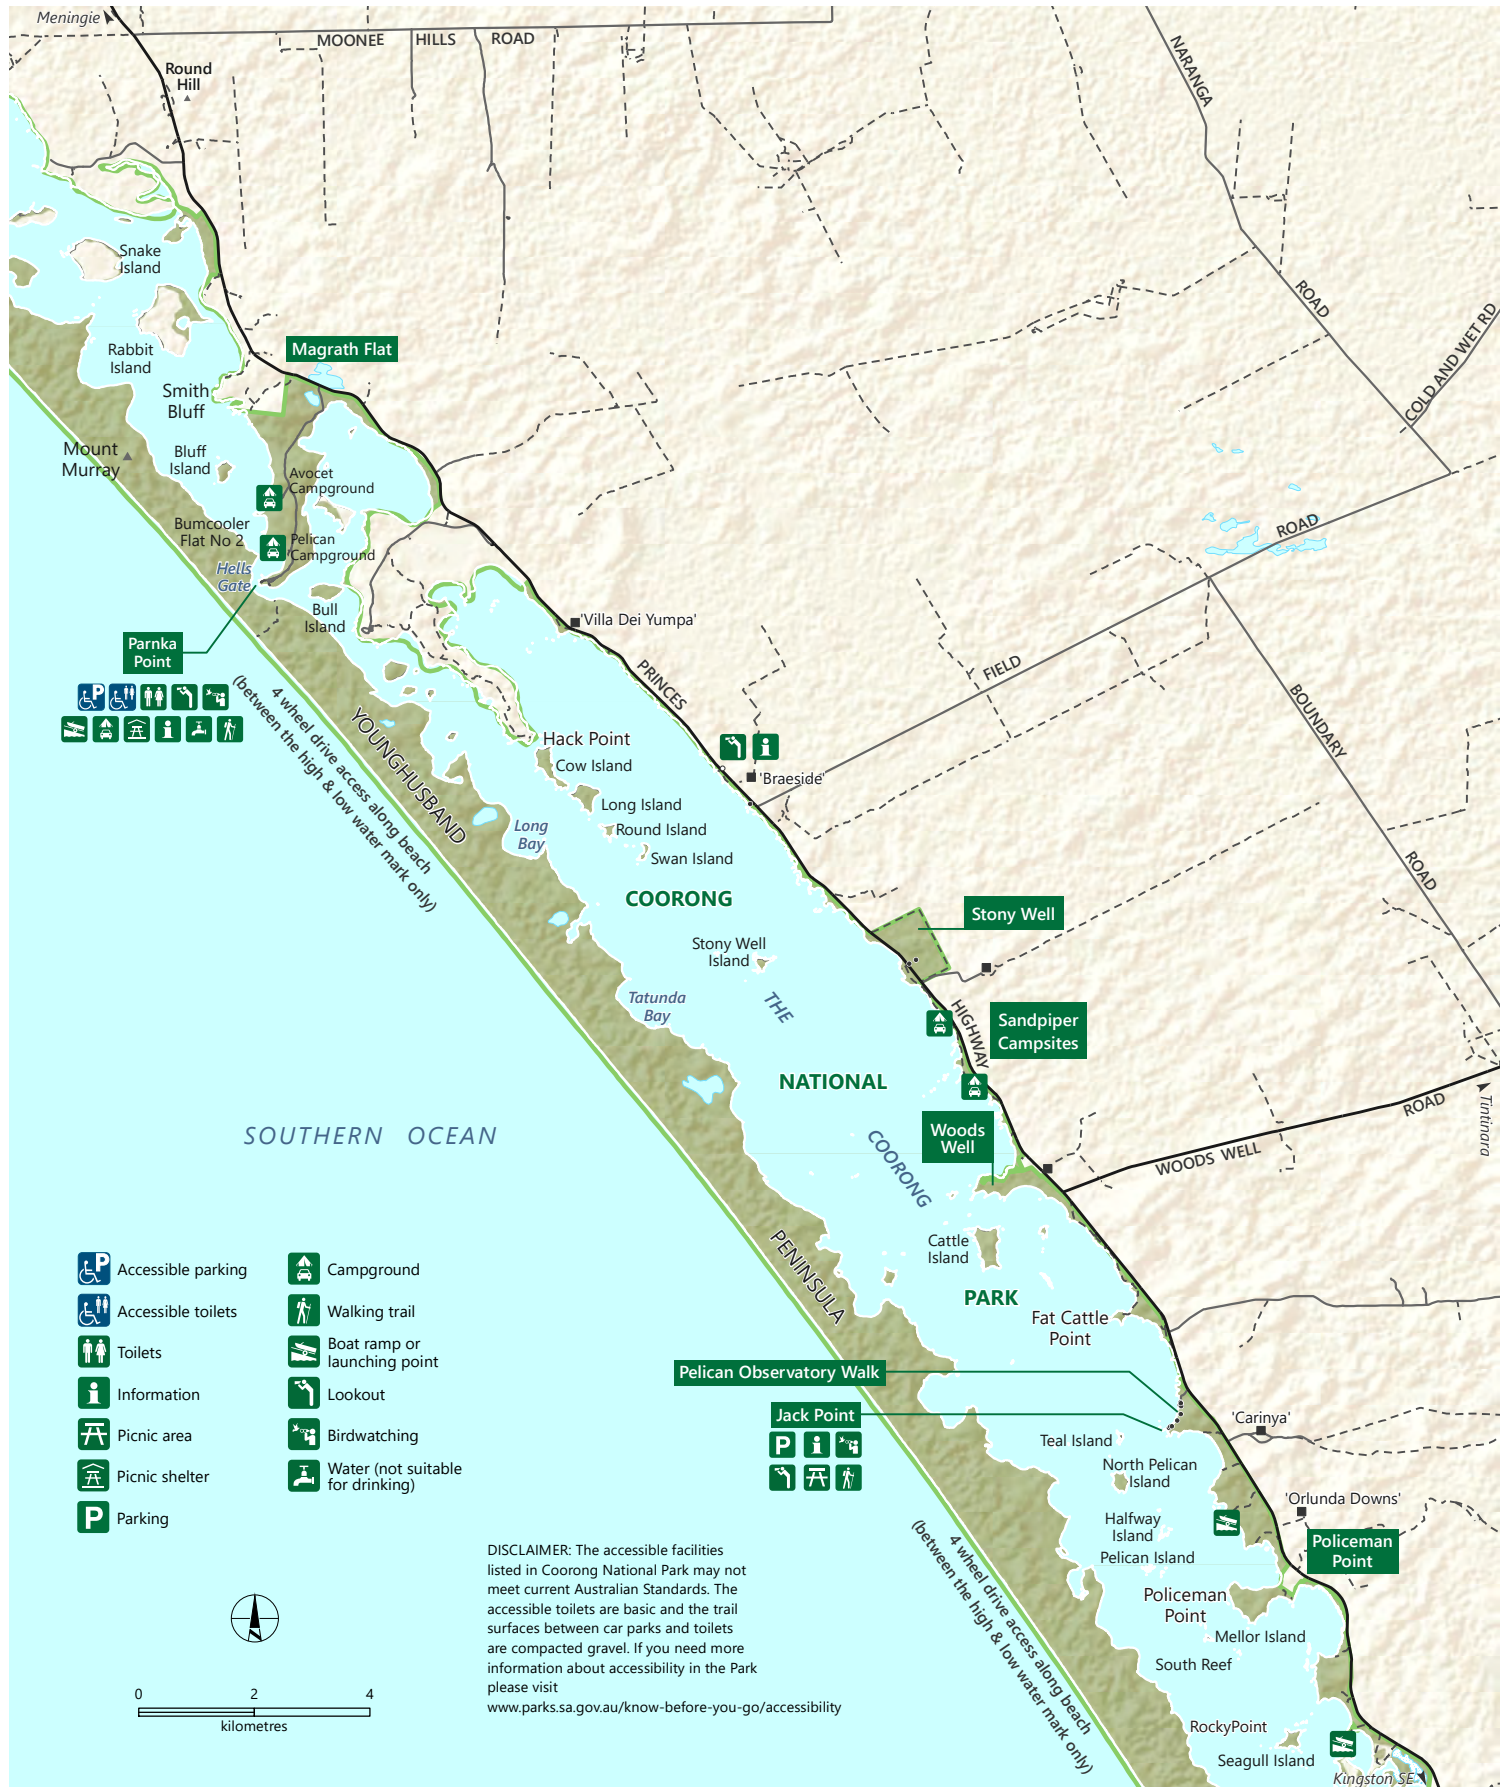 Meningie
MOONEE HILLS ROAD
Round
Hill
NARANGA
ROAD
COLD AND WET RD
Snake
Island
Rabbit
Island
Magrath Flat
Smith
Bluff
Mount
Murray
Bluff
Island
Avocet
Campground
Bumcooler
Flat No 2
Pelican
Campground
Hells
Gate
Bull
Island
'Villa Dei Yumpa'
Parnka
Point
PRINCES
FIELD
ROAD
BOUNDARY
ROAD
4 wheel drive access along beach
(between the high & low water mark only)
YOUNGHUSBAND
Hack Point
Cow Island
'Braeside'
Long Island
Round Island
Swan Island
Long
Bay
COORONG
Stony Well
Stony Well
Island
THE
Tatunda
Bay
HIGHWAY
Sandpiper
Campsites
NATIONAL
Woods
Well
COORONG
WOODS WELL
ROAD
Tintinara
SOUTHERN OCEAN
PENINSULA
Cattle
Island
PARK
Fat Cattle
Point
Pelican Observatory Walk
Jack Point
P
'Carinya'
Teal Island
North Pelican
Island
'Orlunda Downs'
Halfway
Island
Pelican Island
Policeman
Point
Policeman
Point
Mellor Island
South Reef
RockyPoint
Seagull Island
Kingston SE
4 wheel drive access along beach
(between the high & low water mark only)
Accessible parking
Accessible toilets
Toilets
Information
Picnic area
Picnic shelter
P Parking
Campground
Walking trail
Boat ramp or
launching point
Lookout
Birdwatching
Water (not suitable
for drinking)
N
0 2 4
kilometres
DISCLAIMER: The accessible facilities
listed in Coorong National Park may not
meet current Australian Standards. The
accessible toilets are basic and the trail
surfaces between car parks and toilets
are compacted gravel. If you need more
information about accessibility in the Park
please visit
www.parks.sa.gov.au/know-before-you-go/accessibility